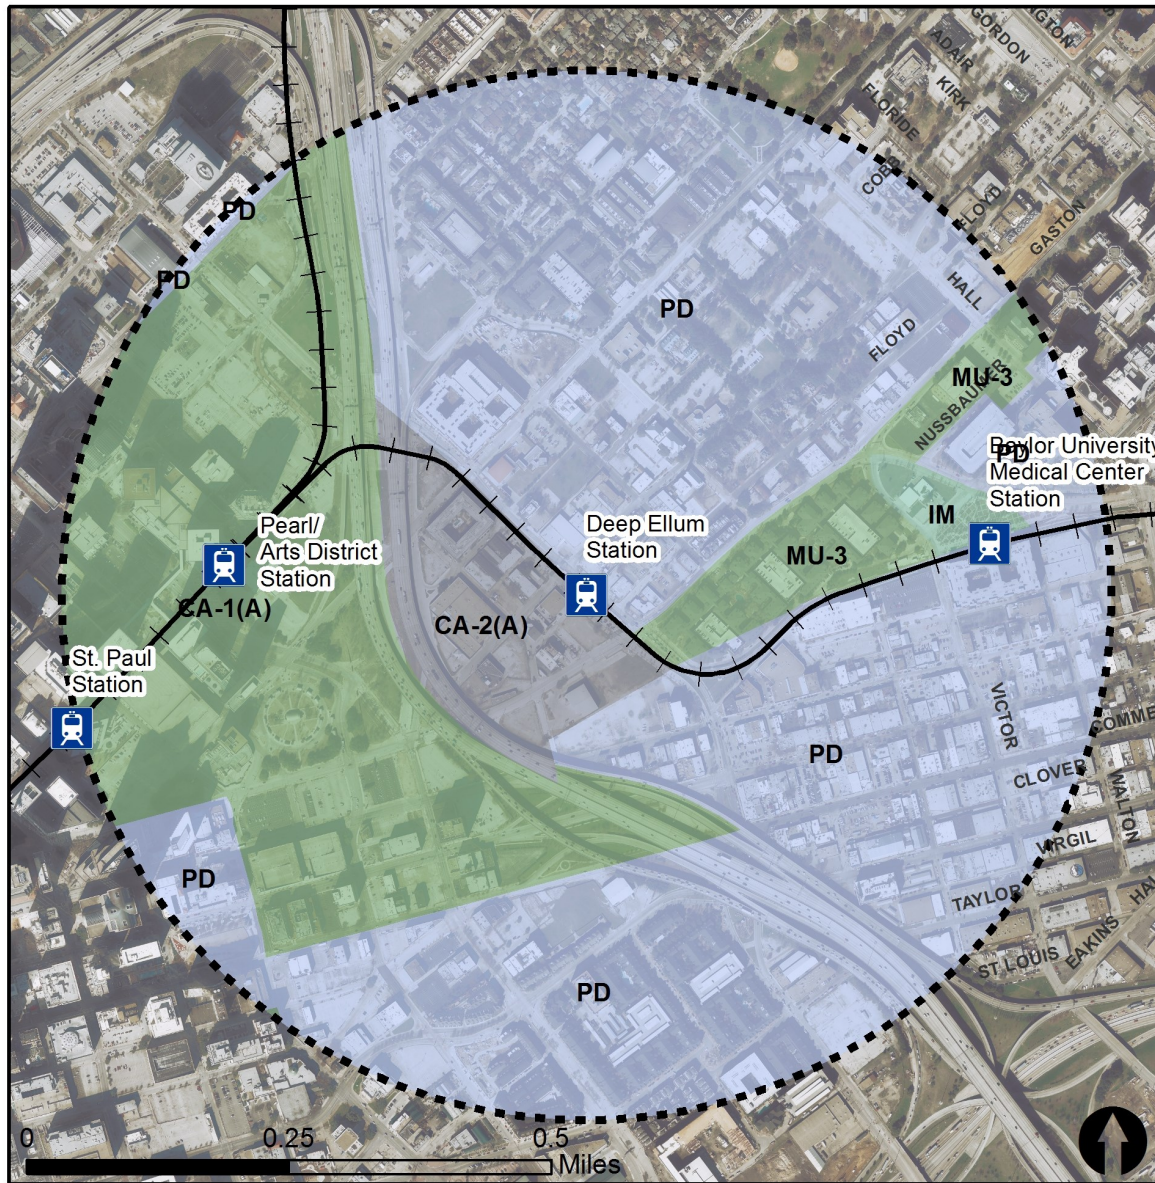 GORDON
ADAIR
KIRK
FLORIDE
COBB
FLOYD
GASTON
PD
PD
HALL
PD
FLOYD
MU-3
NUSSBAUMER
PD
Baylor University
Medical Center
Station
Pearl/
Arts District
Station
Deep Ellum
Station
IM
MU-3
CA-1(A)
CA-2(A)
St. Paul
Station
VICTOR
COMME
PD
CLOVER
WALTON
VIRGIL
PD
TAYLOR
HAL
EAKINS
ST LOUIS
PD
0 0.25 0.5
Miles